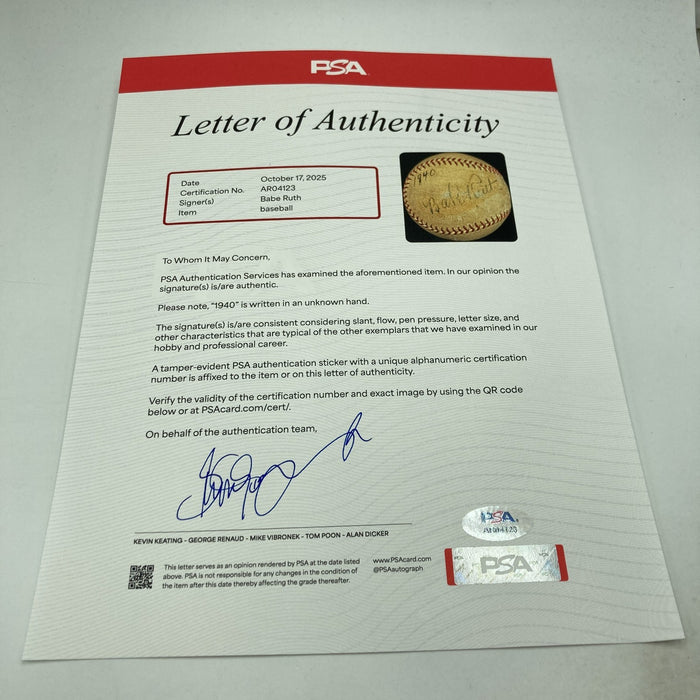 PSA
Letter of Authenticity
Date October 17, 2025
Certification No. AR04123
Signer(s) Babe Ruth
Item baseball
1940
Babe Ruth
To Whom It May Concern,
PSA Authentication Services has examined the aforementioned item. In our opinion the
signature(s) is/are authentic.
Please note, "1940" is written in an unknown hand.
The signature(s) is/are consistent considering slant, flow, pen pressure, letter size, and
other characteristics that are typical of the other exemplars that we have examined in our
hobby and professional career.
A tamper-evident PSA authentication sticker with a unique alphanumeric certification
number is affixed to the item or on this letter of authenticity.
Verify the validity of the certification number and exact image by using the QR code
below or at PSAcard.com/cert/.
On behalf of the authentication team,
PSA
AR04123
KEVIN KEATING - GEORGE RENAUD - MIKE VIBRONEK - TOM POON - ALAN DICKER
This letter serves as an opinion rendered by PSA at the date listed
above. PSA is not responsible for any changes in the condition of
the item after this date thereby affecting the grade thereafter.
www.PSAcard.com
@PSAautograph
PSA